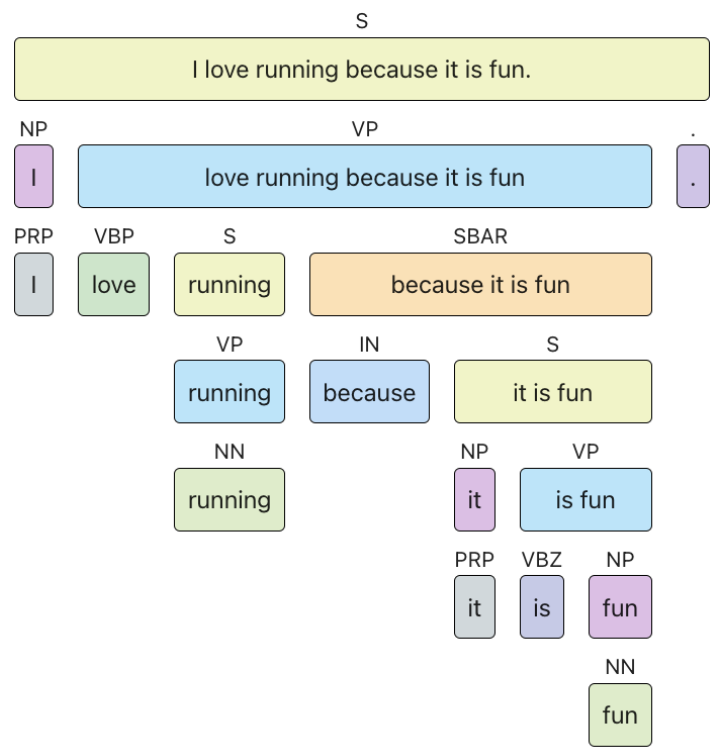 S
I love running because it is fun.
NP VP .
I love running because it is fun .
PRP VBP S SBAR
I love running because it is fun
VP IN S
running because it is fun
NN NP VP
running it is fun
PRP VBZ NP
it is fun
NN
fun